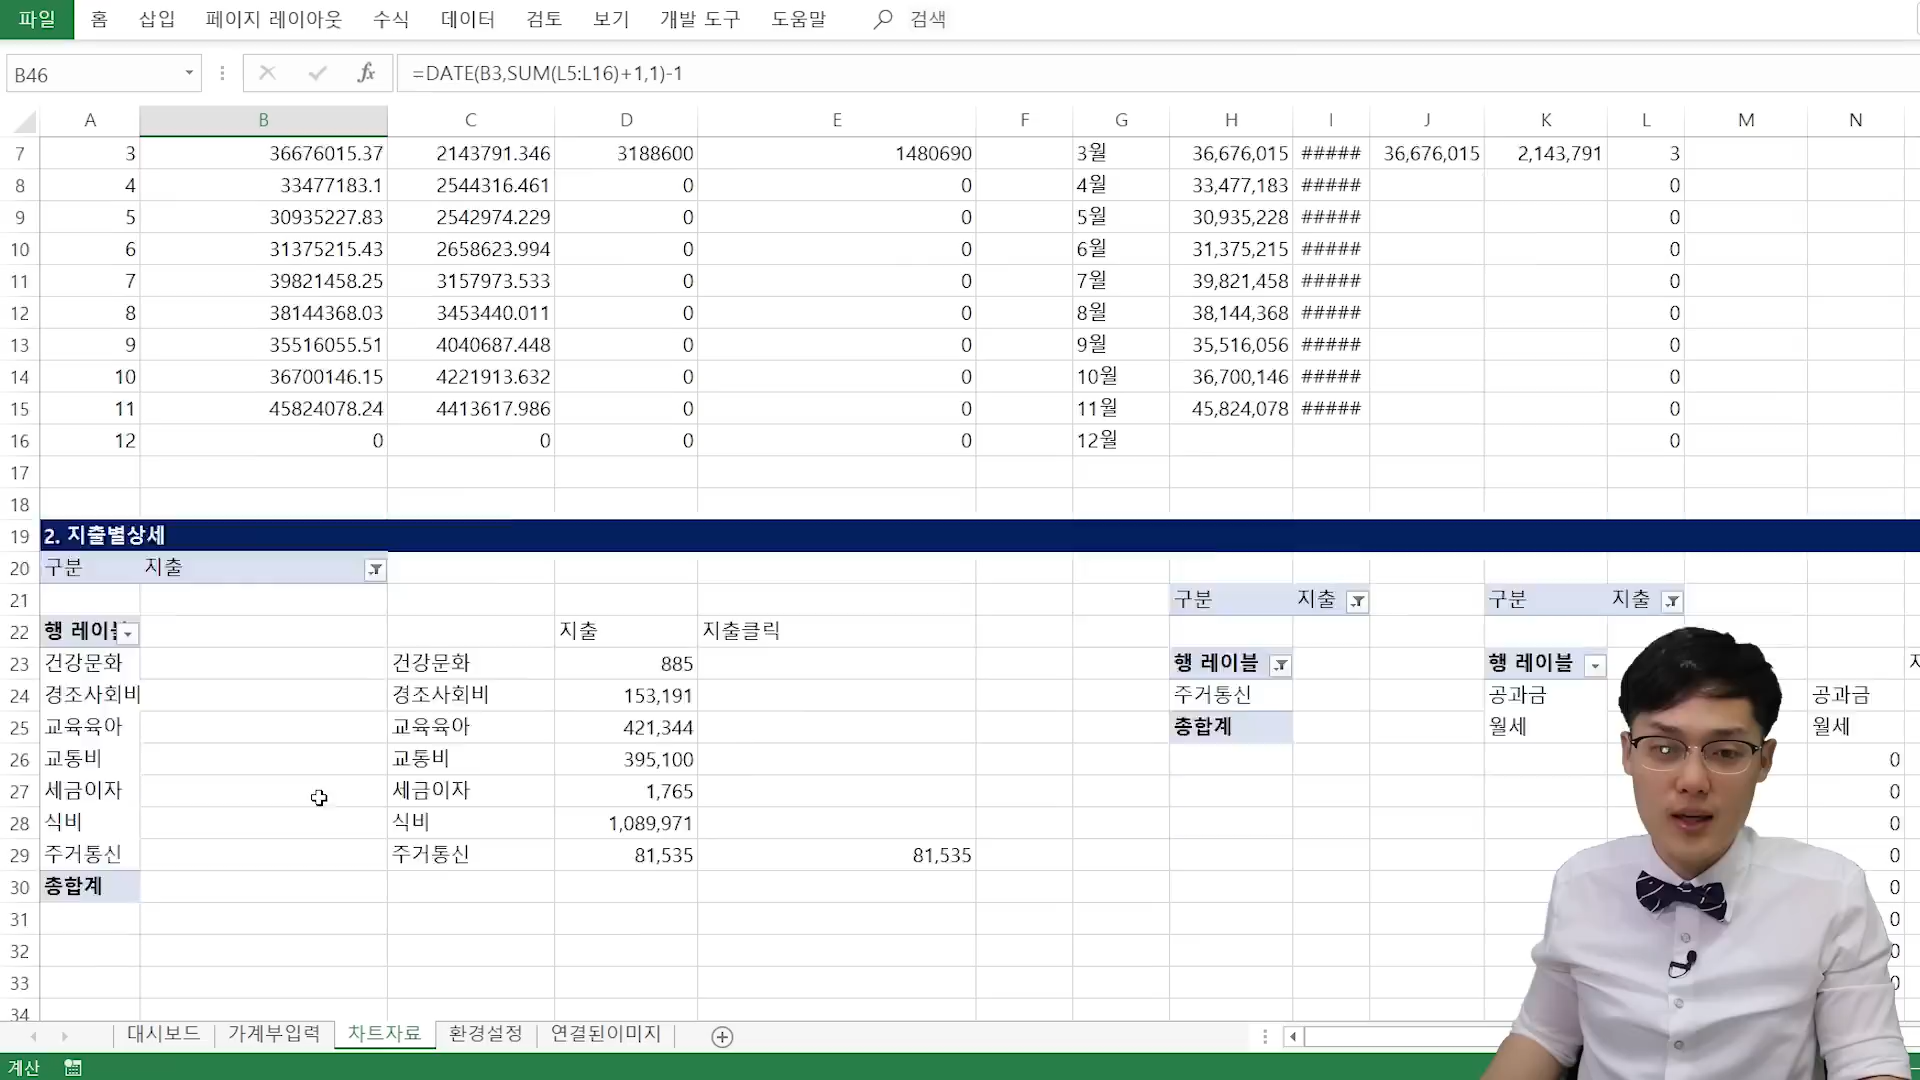 파일 홈 삽입 페이지 레이아웃 수식 데이터 검토 보기 개발 도구 도움말 검색
B46 fx =DATE(B3,SUM(L5:L16)+1,1)-1
A B C D E F G H I J K L M N
7 3 36676015.37 2143791.346 3188600 1480690 3월 36,676,015 ##### 36,676,015 2,143,791 3
8 4 33477183.1 2544316.461 0 0 4월 33,477,183 ##### 0
9 5 30935227.83 2542974.229 0 0 5월 30,935,228 ##### 0
10 6 31375215.43 2658623.994 0 0 6월 31,375,215 ##### 0
11 7 39821458.25 3157973.533 0 0 7월 39,821,458 ##### 0
12 8 38144368.03 3453440.011 0 0 8월 38,144,368 ##### 0
13 9 35516055.51 4040687.448 0 0 9월 35,516,056 ##### 0
14 10 36700146.15 4221913.632 0 0 10월 36,700,146 ##### 0
15 11 45824078.24 4413617.986 0 0 11월 45,824,078 ##### 0
16 12 0 0 0 0 12월 0
17
18
19 2. 지출별상세
20 구분 지출
21 구분 지출 구분 지출
22 행 레이블 지출 지출클릭
23 건강문화 건강문화 885 행 레이블 행 레이블
24 경조사회비 경조사회비 153,191 주거통신 공과금 공과금
25 교육육아 교육육아 421,344 총합계 월세 월세
26 교통비 교통비 395,100 0
27 세금이자 세금이자 1,765 0
28 식비 식비 1,089,971 0
29 주거통신 주거통신 81,535 81,535 0
30 총합계 0
31 0
32 0
33 0
34
대시보드 가계부입력 차트자료 환경설정 연결된이미지
계산